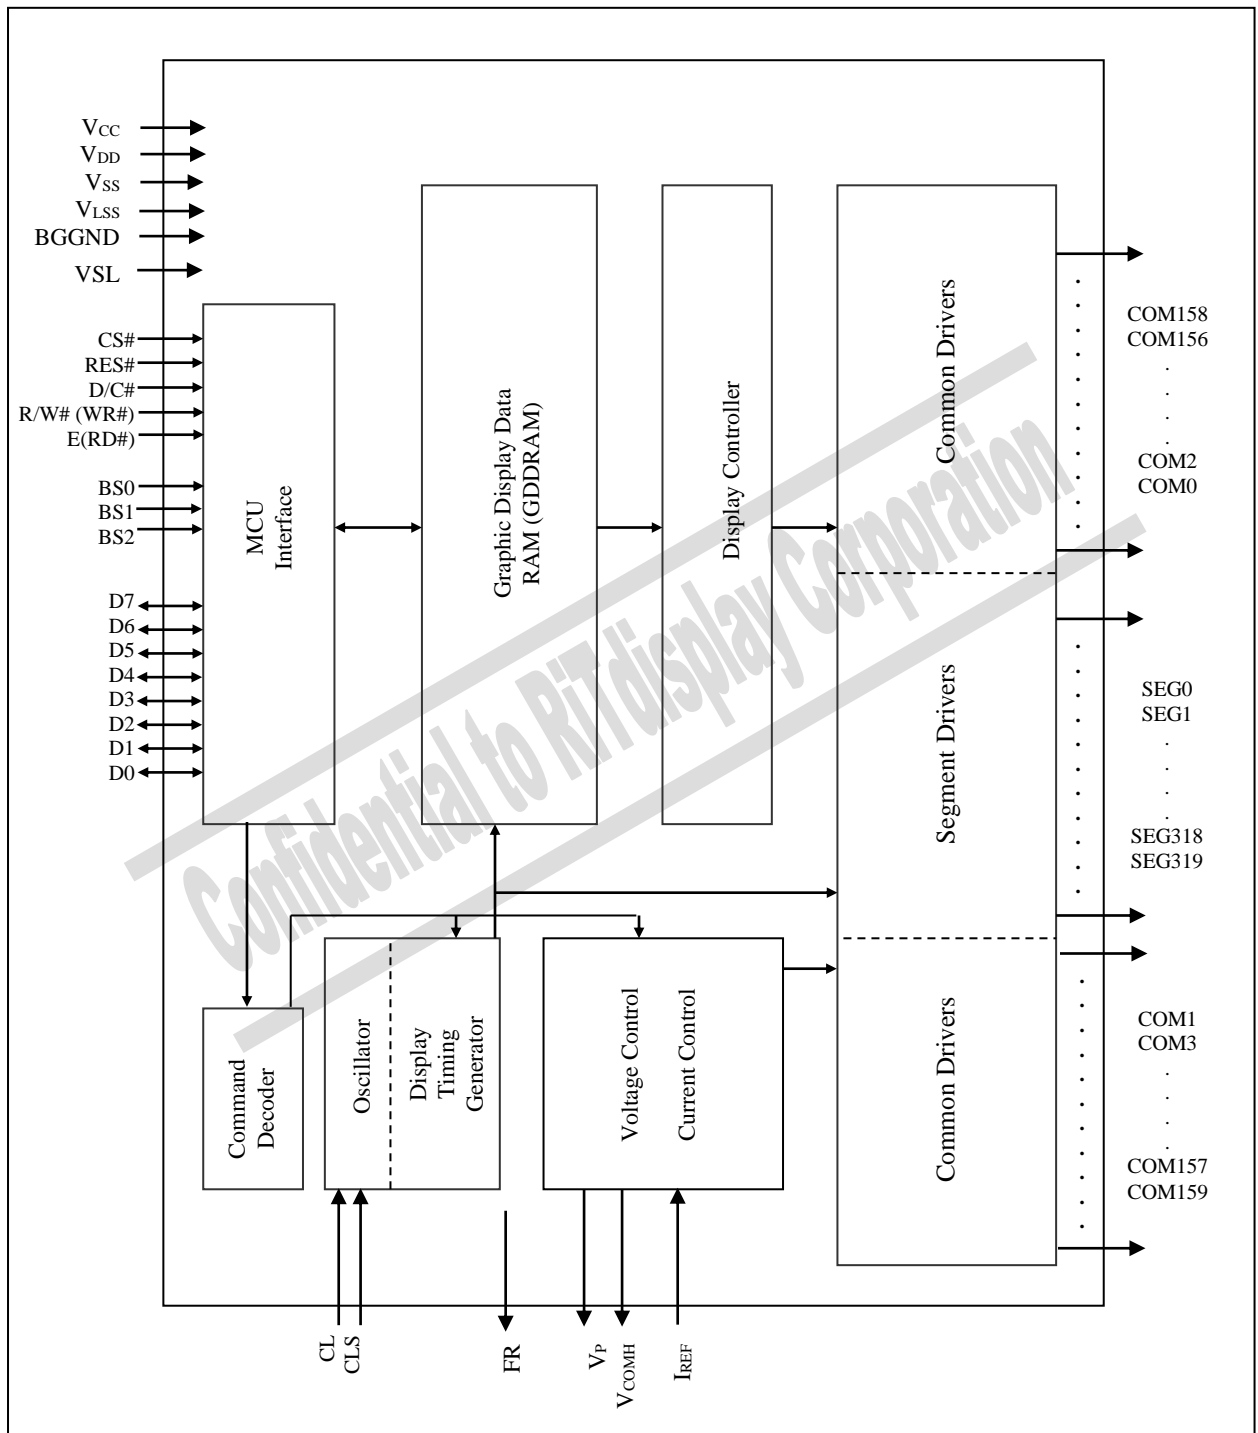 VCC
VDD
VSS
VLSS
BGGND
VSL
CS#
RES#
D/C#
R/W# (WR#)
E(RD#)
BS0
BS1
BS2
D7
D6
D5
D4
D3
D2
D1
D0
MCU
Interface
Graphic Display Data
RAM (GDDRAM)
Display Controller
Common Drivers
Segment Drivers
Common Drivers
COM158
COM156
.
.
.
.
COM2
COM0
SEG0
SEG1
.
.
.
.
SEG318
SEG319
COM1
COM3
.
.
.
.
COM157
COM159
Command
Decoder
Oscillator
Display
Timing
Generator
Voltage Control
Current Control
CL
CLS
FR
VP
VCOMH
IREF
Confidential to RiTdisplay Corporation